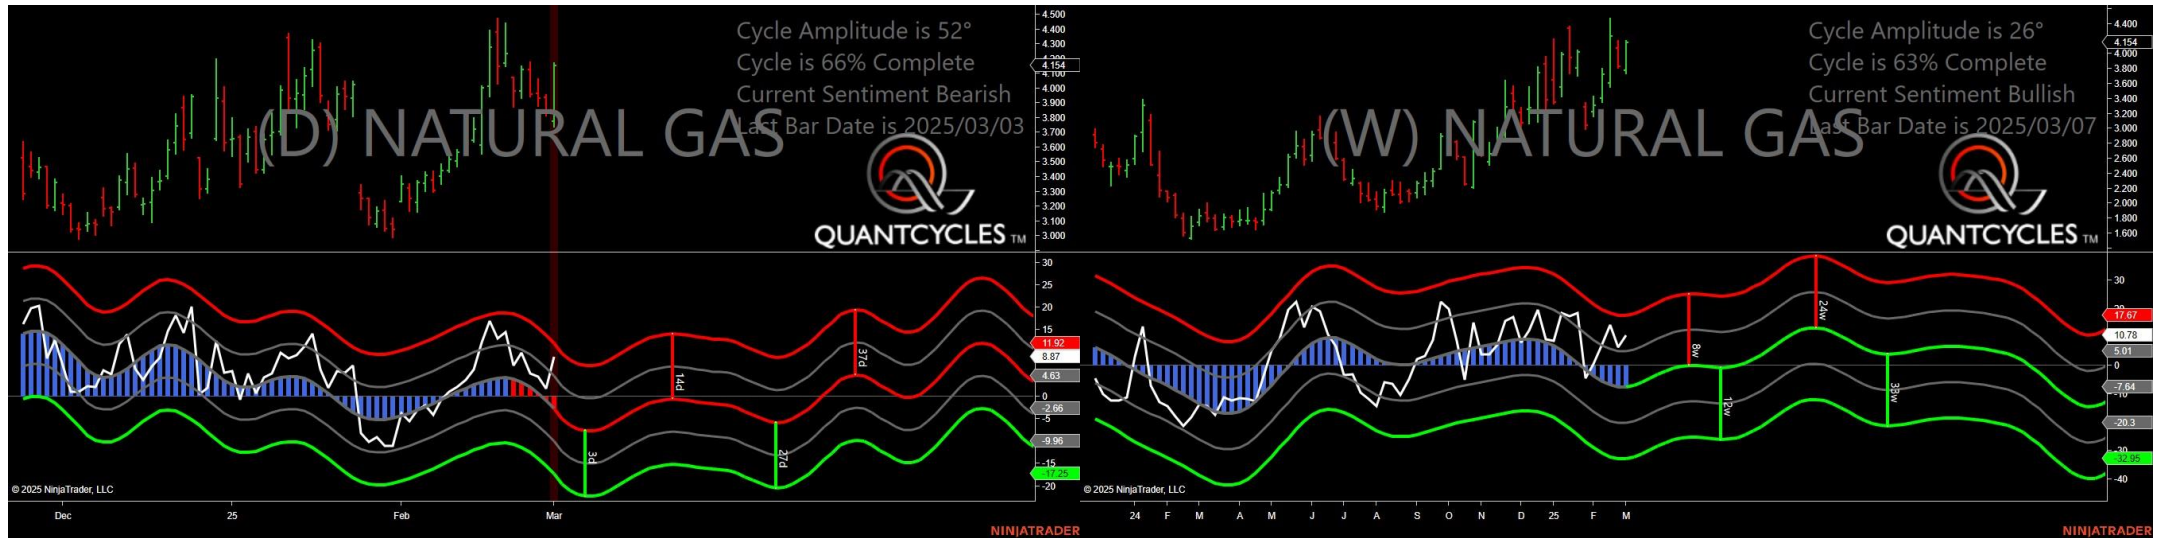 Cycle Amplitude is 52°
Cycle is 66% Complete
Current Sentiment Bearish
Last Bar Date is 2025/03/03
(D) NATURAL GAS
QUANTCYCLES TM
4.500
4.400
4.300
4.154
4.100
3.900
3.800
3.700
3.600
3.500
3.400
3.300
3.200
3.100
3.000
30
25
20
15
11.92
8.87
4.63
0
-2.66
-5
-9.96
-15
-17.25
-20
3d
14d
27d
37d
© 2025 NinjaTrader, LLC
Dec
25
Feb
Mar
NINJATRADER
Cycle Amplitude is 26°
Cycle is 63% Complete
Current Sentiment Bullish
Last Bar Date is 2025/03/07
(W) NATURAL GAS
QUANTCYCLES TM
4.400
4.154
4.000
3.800
3.600
3.400
3.200
3.000
2.800
2.600
2.400
2.200
2.000
1.800
1.600
30
17.67
10.78
5.01
0
-7.64
-10
-20.3
-30
-32.95
-40
8w
12w
24w
33w
© 2025 NinjaTrader, LLC
24
F
M
A
M
J
J
A
S
O
N
D
25
F
M
NINJATRADER